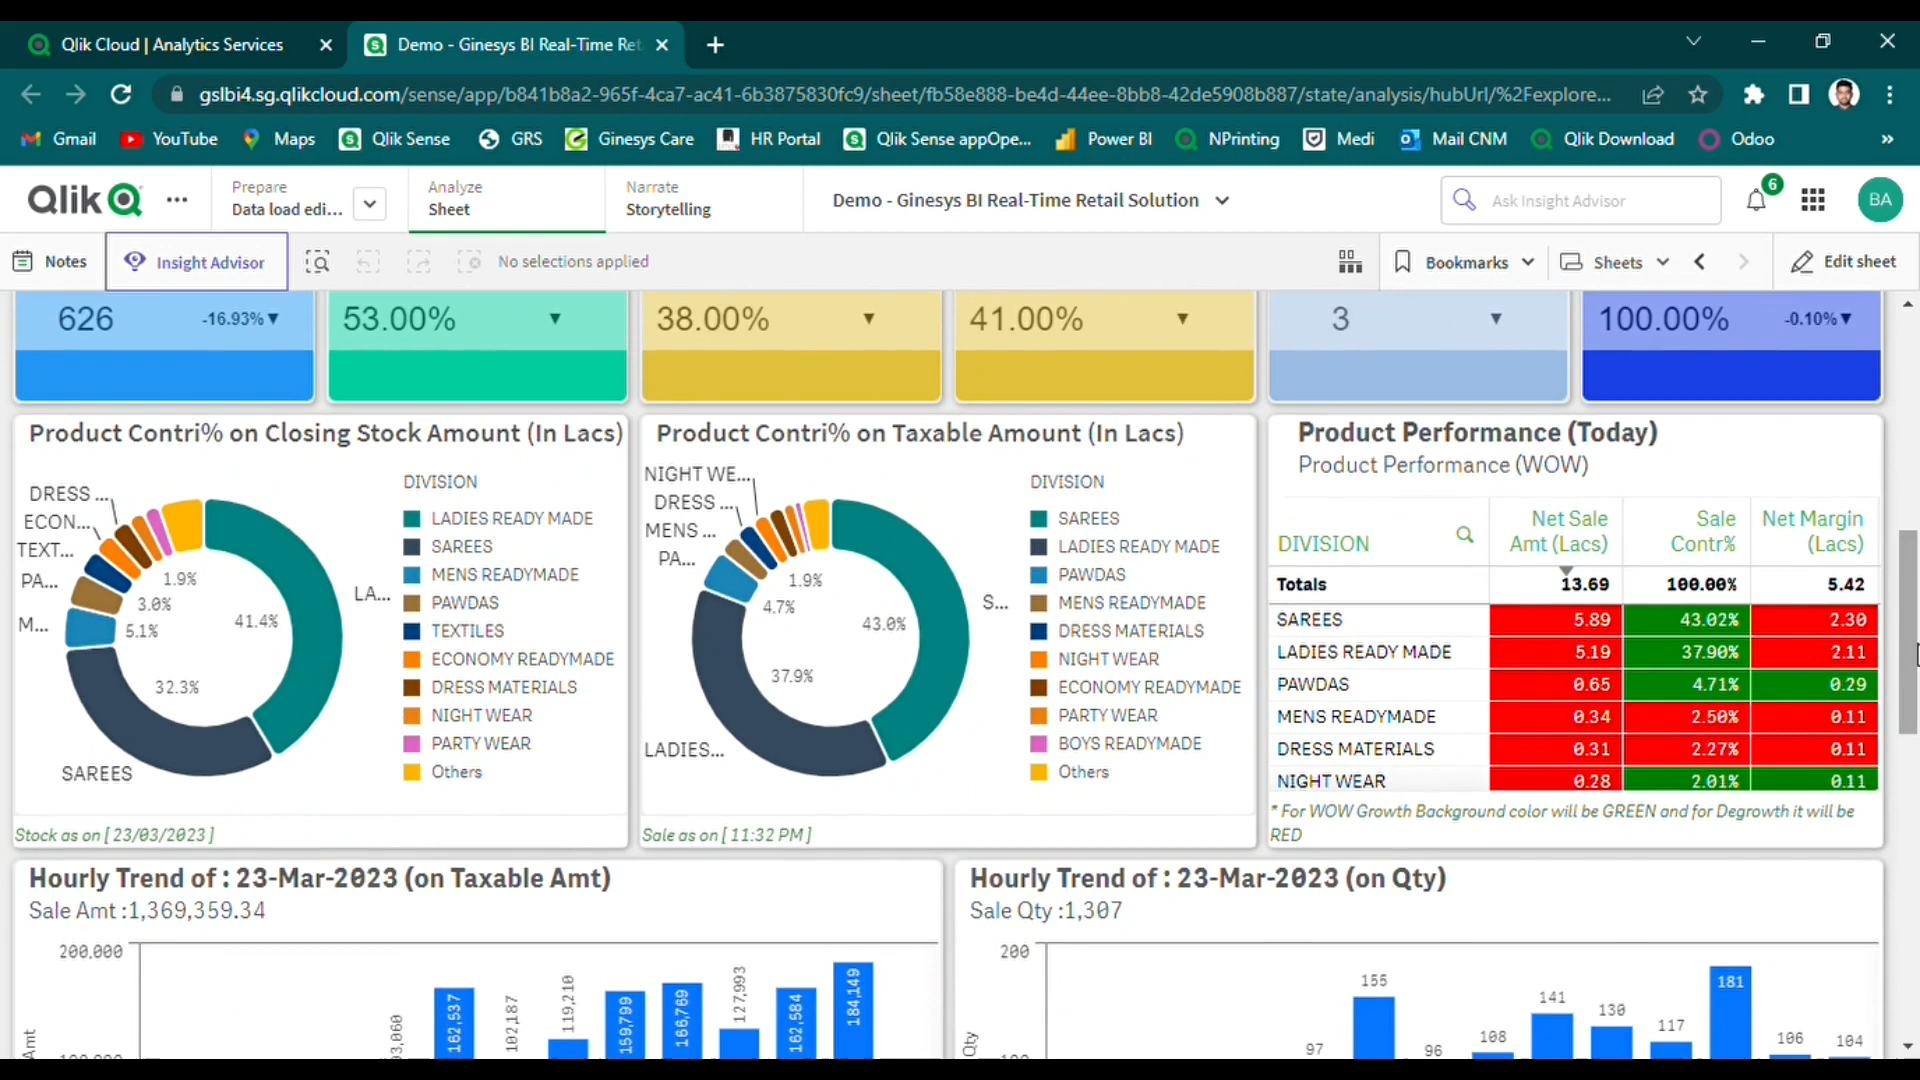 Qlik Cloud | Analytics Services
Demo - Ginesys BI Real-Time Ret
gslbi4.sg.qlikcloud.com/sense/app/b841b8a2-965f-4ca7-ac41-6b3875830fc9/sheet/fb58e888-be4d-44ee-8bb8-42de5908b887/state/analysis/hubUrl/%2Fexplore...
Gmail YouTube Maps Qlik Sense GRS Ginesys Care HR Portal Qlik Sense appOpe... Power BI NPrinting Medi Mail CNM Qlik Download Odoo »
Qlik
Prepare
Data load edi...
Analyze
Sheet
Narrate
Storytelling
Demo - Ginesys BI Real-Time Retail Solution
Ask Insight Advisor
6
BA
Notes
Insight Advisor
No selections applied
Bookmarks
Sheets
Edit sheet
626 -16.93%▼
53.00% ▼
38.00% ▼
41.00% ▼
3 ▼
100.00% -0.10%▼
Product Contri% on Closing Stock Amount (In Lacs)
DRESS ...
ECON...
TEXT...
PA...
M...
SAREES
LA...
1.9%
3.0%
5.1%
41.4%
32.3%
DIVISION
LADIES READY MADE
SAREES
MENS READYMADE
PAWDAS
TEXTILES
ECONOMY READYMADE
DRESS MATERIALS
NIGHT WEAR
PARTY WEAR
Others
Stock as on [ 23/03/2023 ]
Product Contri% on Taxable Amount (In Lacs)
NIGHT WE...
DRESS ...
MENS ...
PA...
LADIES...
S...
1.9%
4.7%
43.0%
37.9%
DIVISION
SAREES
LADIES READY MADE
PAWDAS
MENS READYMADE
DRESS MATERIALS
NIGHT WEAR
ECONOMY READYMADE
PARTY WEAR
BOYS READYMADE
Others
Sale as on [ 11:32 PM ]
Product Performance (Today)
Product Performance (WOW)
DIVISION Net Sale Amt (Lacs) Sale Contr% Net Margin (Lacs)
Totals 13.69 100.00% 5.42
SAREES 5.89 43.02% 2.30
LADIES READY MADE 5.19 37.90% 2.11
PAWDAS 0.65 4.71% 0.29
MENS READYMADE 0.34 2.50% 0.11
DRESS MATERIALS 0.31 2.27% 0.11
NIGHT WEAR 0.28 2.01% 0.11
* For WOW Growth Background color will be GREEN and for Degrowth it will be
RED
Hourly Trend of : 23-Mar-2023 (on Taxable Amt)
Sale Amt :1,369,359.34
200,000
Amt
162,537
102,187
119,210
159,799
166,769
127,993
162,584
184,149
Hourly Trend of : 23-Mar-2023 (on Qty)
Sale Qty :1,307
200
Qty
97
155
96
108
141
130
117
181
106
104